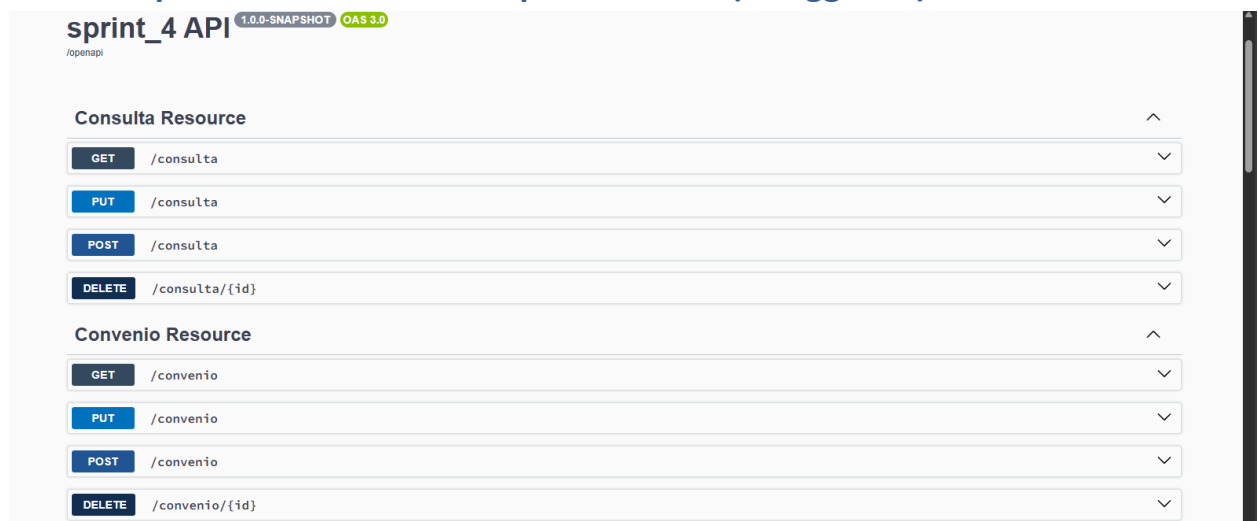 sprint_4 API 1.0.0-SNAPSHOT OAS 3.0
/openapi
Consulta Resource
GET /consulta
PUT /consulta
POST /consulta
DELETE /consulta/{id}
Convenio Resource
GET /convenio
PUT /convenio
POST /convenio
DELETE /convenio/{id}